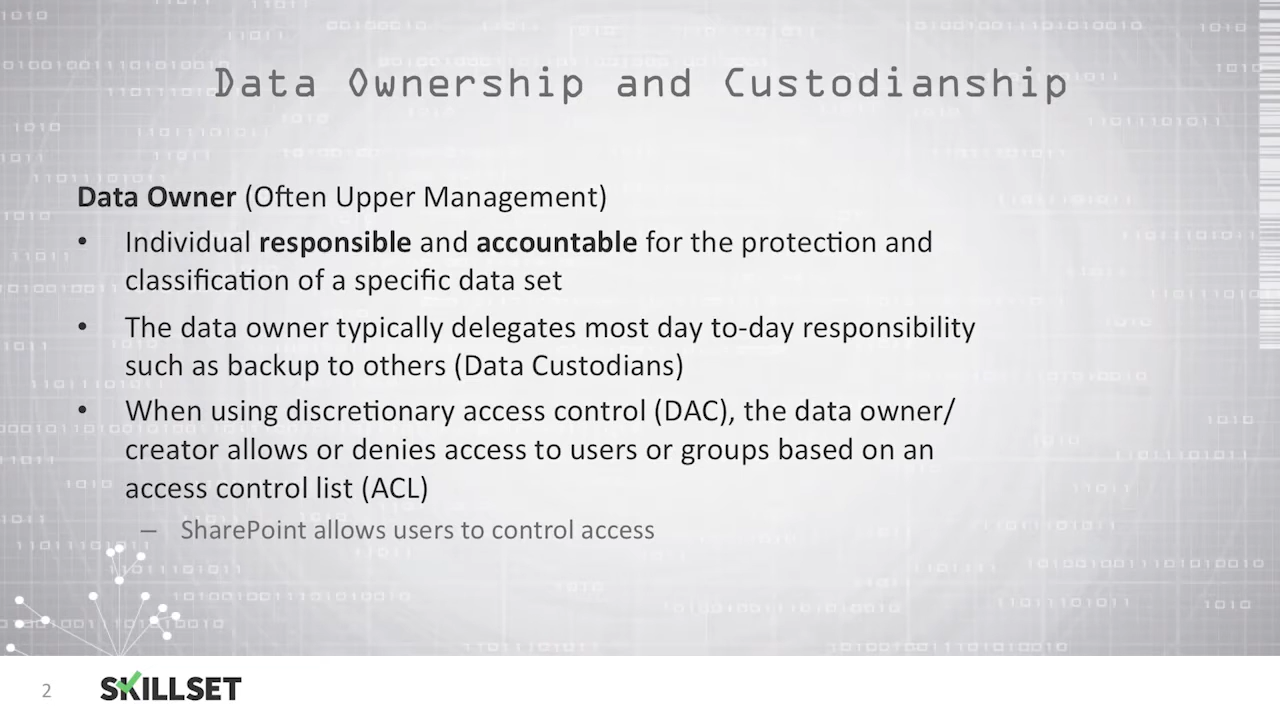 Data Ownership and Custodianship
Data Owner (Often Upper Management)
• Individual responsible and accountable for the protection and
classification of a specific data set
• The data owner typically delegates most day to-day responsibility
such as backup to others (Data Custodians)
• When using discretionary access control (DAC), the data owner/
creator allows or denies access to users or groups based on an
access control list (ACL)
– SharePoint allows users to control access
2
SKILLSET